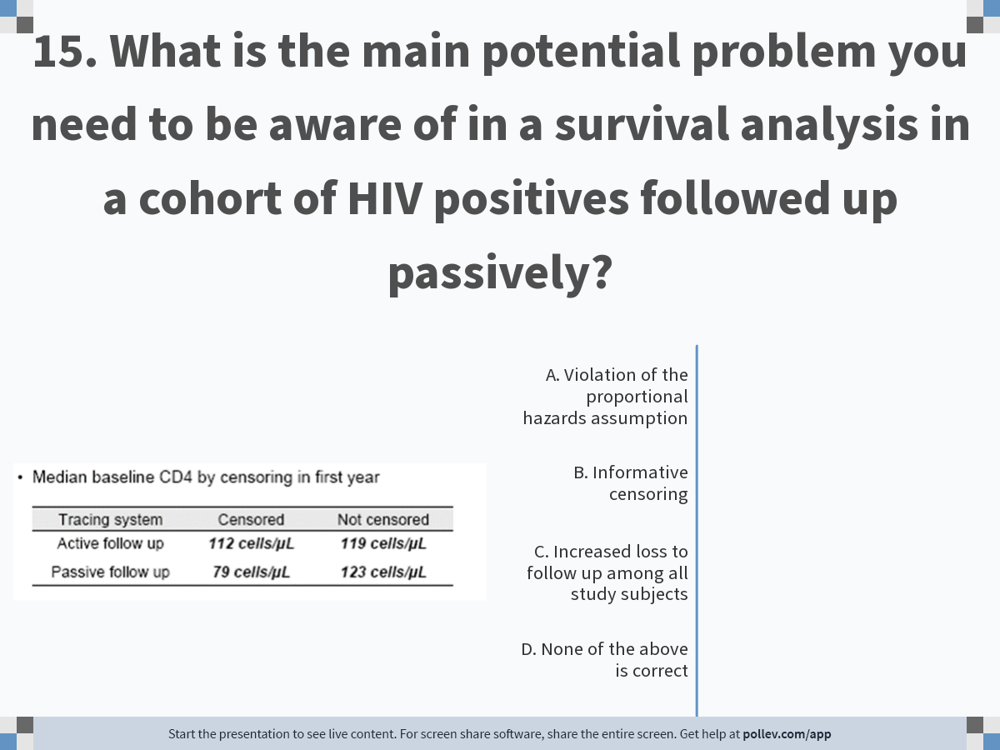 15. What is the main potential problem you
need to be aware of in a survival analysis in
a cohort of HIV positives followed up
passively?
• Median baseline CD4 by censoring in first year
Tracing system Censored Not censored
Active follow up 112 cells/µL 119 cells/µL
Passive follow up 79 cells/µL 123 cells/µL
A. Violation of the
proportional
hazards assumption
B. Informative
censoring
C. Increased loss to
follow up among all
study subjects
D. None of the above
is correct
Start the presentation to see live content. For screen share software, share the entire screen. Get help at pollev.com/app